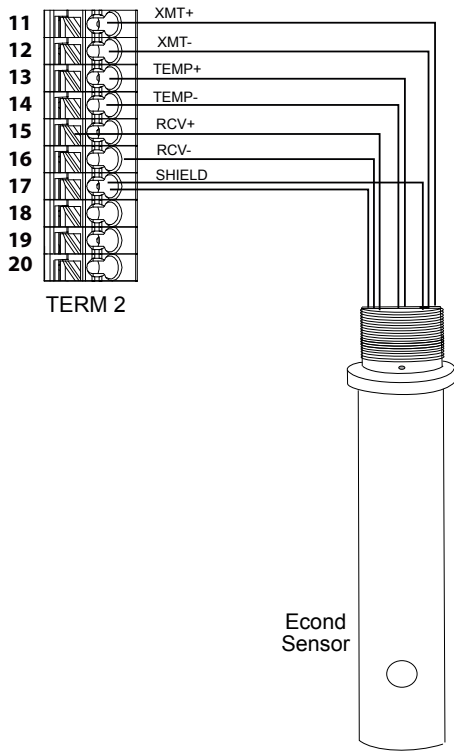 11 XMT+
12 XMT-
13 TEMP+
14 TEMP-
15 RCV+
16 RCV-
17 SHIELD
18
19
20
TERM 2
Econd
Sensor